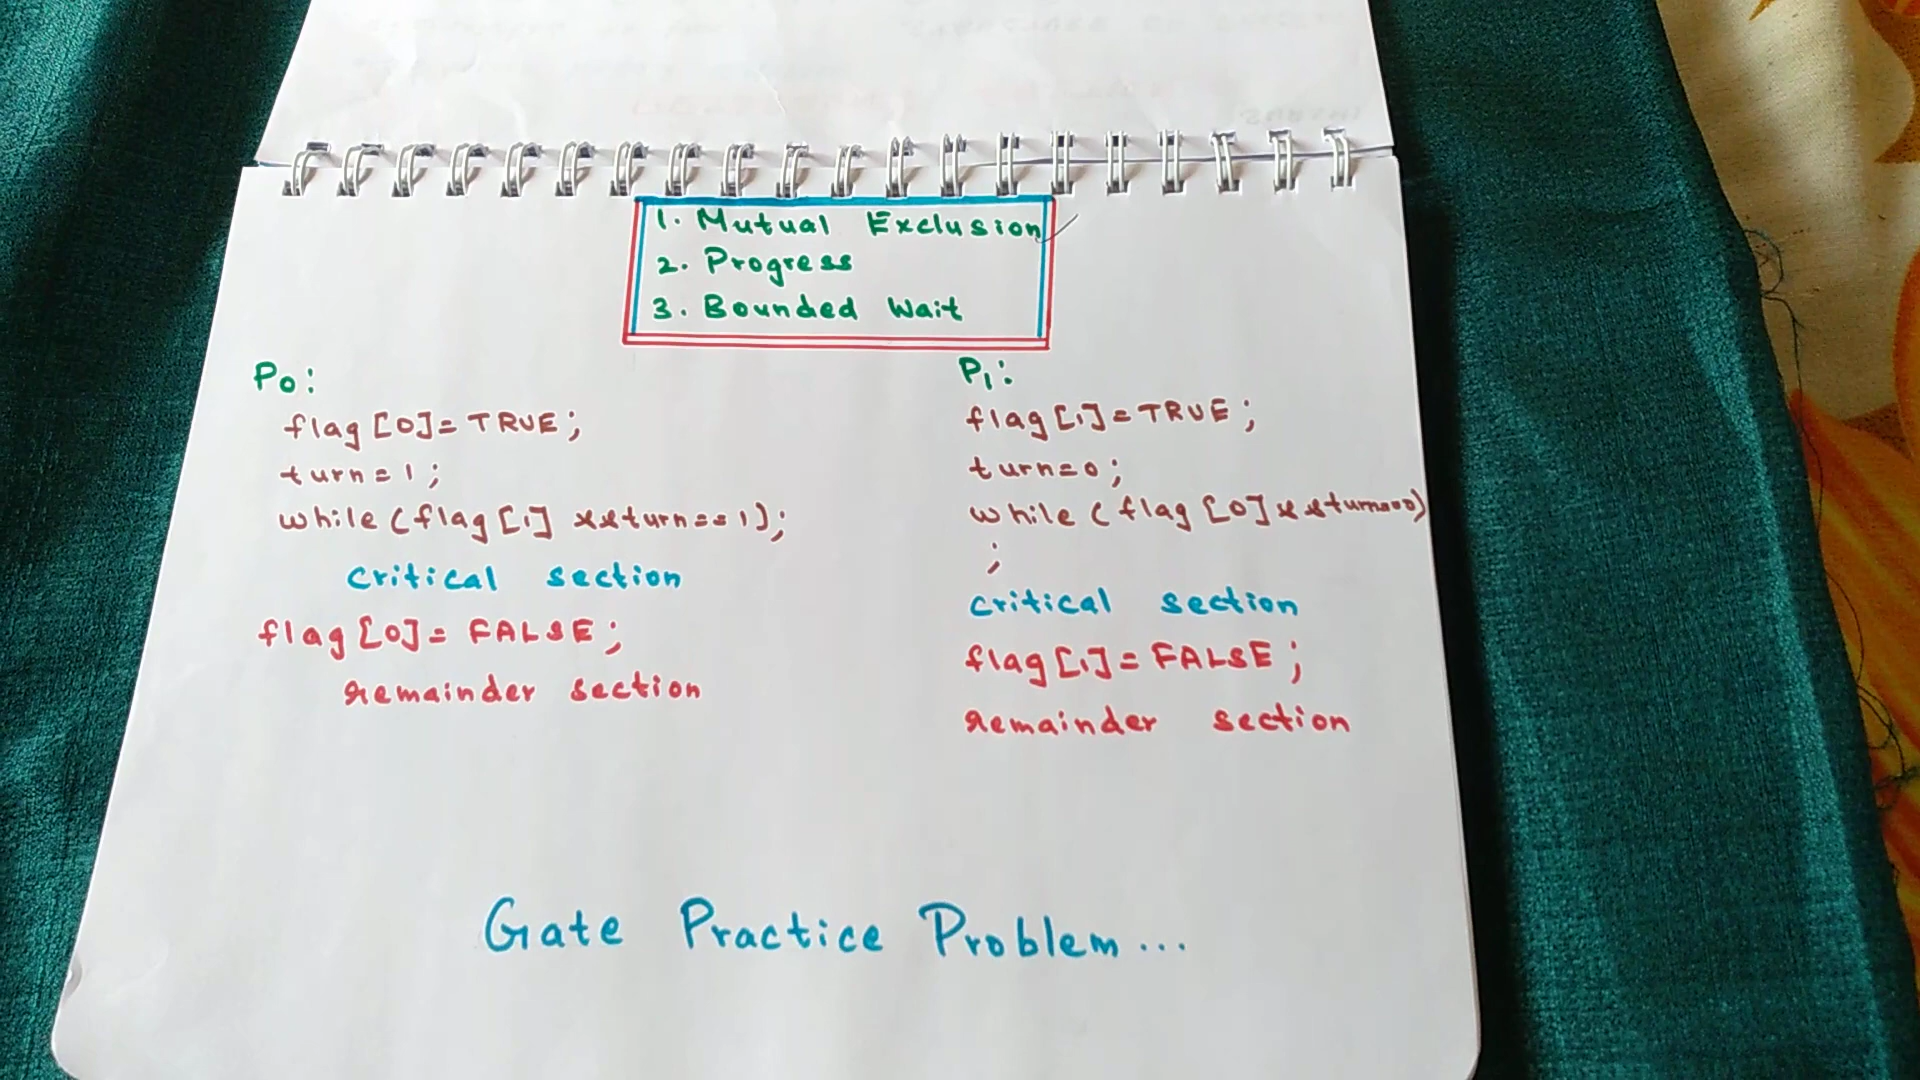 1. Mutual Exclusion
2. Progress
3. Bounded Wait
P0:
flag[0]=TRUE;
turn=1;
while(flag[1] &&turn==1);
critical section
flag[0]= FALSE;
remainder section
P1:
flag[1]=TRUE;
turn=0;
while(flag[0]&&turn==0)
;
critical section
flag[1]=FALSE;
remainder section
Gate Practice Problem...